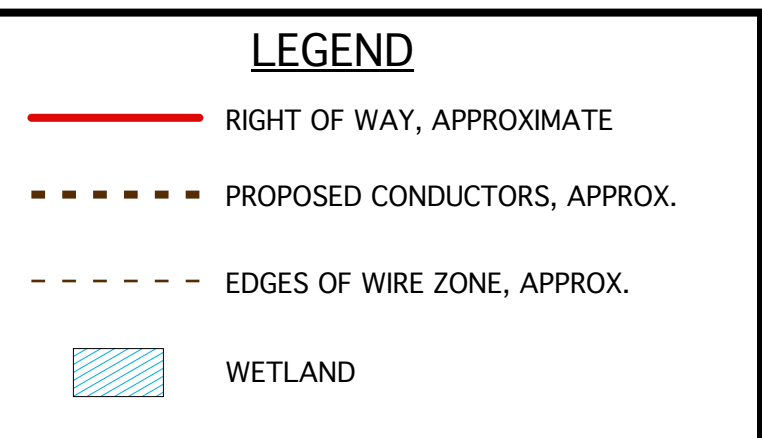 LEGEND
RIGHT OF WAY, APPROXIMATE
PROPOSED CONDUCTORS, APPROX.
EDGES OF WIRE ZONE, APPROX.
WETLAND